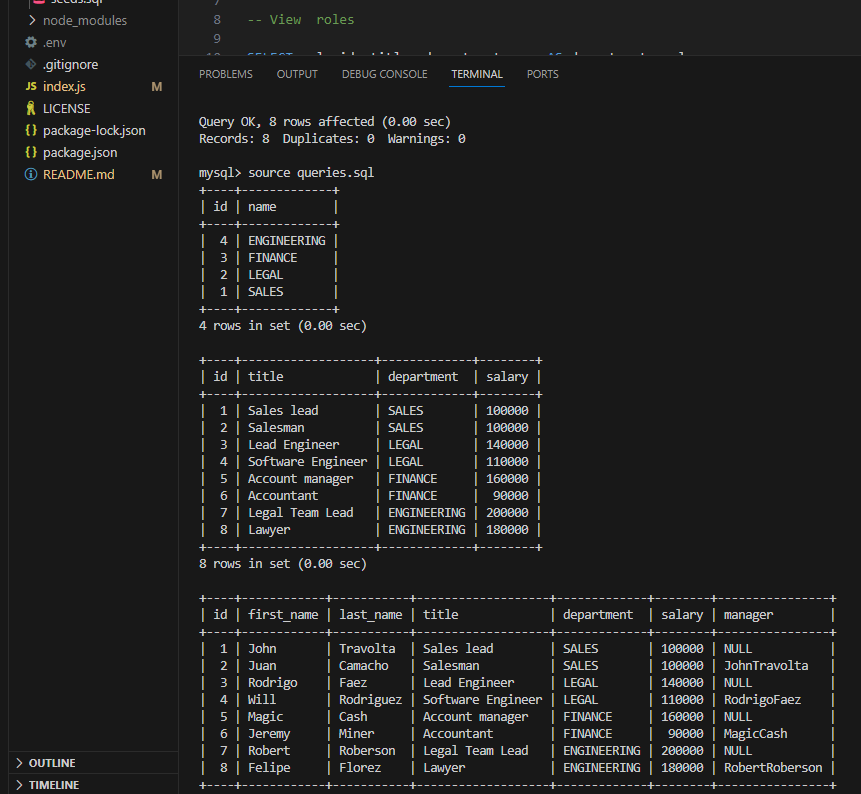 seeds.sql
node_modules
.env
.gitignore
JS index.js M
LICENSE
{} package-lock.json
{} package.json
README.md M
OUTLINE
TIMELINE
7
8 -- View  roles
9
PROBLEMS OUTPUT DEBUG CONSOLE TERMINAL PORTS
Query OK, 8 rows affected (0.00 sec)
Records: 8  Duplicates: 0  Warnings: 0
mysql> source queries.sql
+----+-------------+
| id | name        |
+----+-------------+
|  4 | ENGINEERING |
|  3 | FINANCE     |
|  2 | LEGAL       |
|  1 | SALES       |
+----+-------------+
4 rows in set (0.00 sec)
+----+-------------------+-------------+--------+
| id | title             | department  | salary |
+----+-------------------+-------------+--------+
|  1 | Sales lead        | SALES       | 100000 |
|  2 | Salesman          | SALES       | 100000 |
|  3 | Lead Engineer     | LEGAL       | 140000 |
|  4 | Software Engineer | LEGAL       | 110000 |
|  5 | Account manager   | FINANCE     | 160000 |
|  6 | Accountant        | FINANCE     |  90000 |
|  7 | Legal Team Lead   | ENGINEERING | 200000 |
|  8 | Lawyer            | ENGINEERING | 180000 |
+----+-------------------+-------------+--------+
8 rows in set (0.00 sec)
+----+------------+-----------+-------------------+-------------+--------+----------------+
| id | first_name | last_name | title             | department  | salary | manager        |
+----+------------+-----------+-------------------+-------------+--------+----------------+
|  1 | John       | Travolta  | Sales lead        | SALES       | 100000 | NULL           |
|  2 | Juan       | Camacho   | Salesman          | SALES       | 100000 | JohnTravolta   |
|  3 | Rodrigo    | Faez      | Lead Engineer     | LEGAL       | 140000 | NULL           |
|  4 | Will       | Rodriguez | Software Engineer | LEGAL       | 110000 | RodrigoFaez    |
|  5 | Magic      | Cash      | Account manager   | FINANCE     | 160000 | NULL           |
|  6 | Jeremy     | Miner     | Accountant        | FINANCE     |  90000 | MagicCash      |
|  7 | Robert     | Roberson  | Legal Team Lead   | ENGINEERING | 200000 | NULL           |
|  8 | Felipe     | Florez    | Lawyer            | ENGINEERING | 180000 | RobertRoberson |
+----+------------+-----------+-------------------+-------------+--------+----------------+